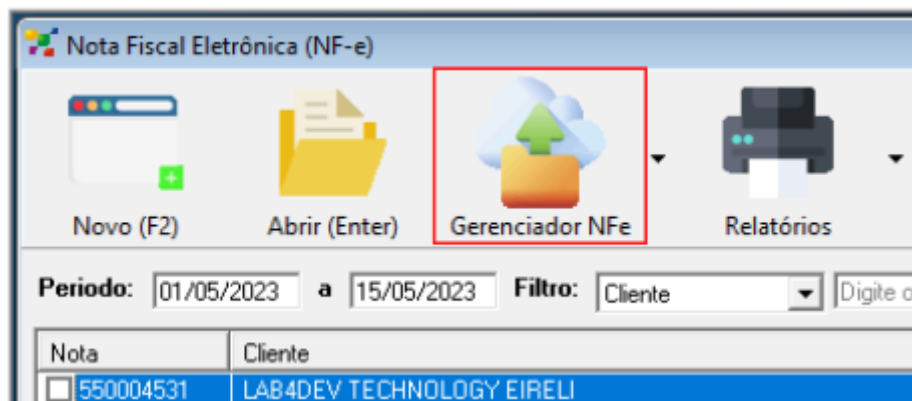 Nota Fiscal Eletrônica (NF-e)
Novo (F2) Abrir (Enter) Gerenciador NFe Relatórios
Periodo: 01/05/2023 a 15/05/2023 Filtro: Cliente Digite
Nota Cliente
550004531 LAB4DEV TECHNOLOGY EIRELI